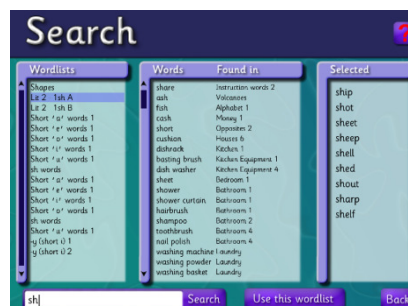 Search
?
Wordlists
Shapes
Lit 2 1sh A
Lit 2 1sh B
Short 'a' words 1
Short 'e' words 1
Short 'o' words 1
Short 'i' words 1
Short 'u' words 1
sh words
Short 'a' words 1
Short 'e' words 1
Short 'i' words 1
Short 'o' words 1
sh words
Short 'u' words 1
-y (short i) 1
-y (short i) 2
Words Found in
share Instruction words 2
ash Volcanoes
fish Alphabet 1
cash Money 1
short Opposites 2
cushion Houses 6
dishrack Kitchen 1
basting brush Kitchen Equipment 1
dish washer Kitchen Equipment 4
sheet Bedroom 1
shower Bathroom 1
shower curtain Bathroom 1
hairbrush Bathroom 1
shampoo Bathroom 2
toothbrush Bathroom 4
nail polish Bathroom 4
washing machine Laundry
washing powder Laundry
washing basket Laundry
Selected
ship
shot
sheet
sheep
shell
shed
shout
sharp
shelf
sh
Search
Use this wordlist
Back